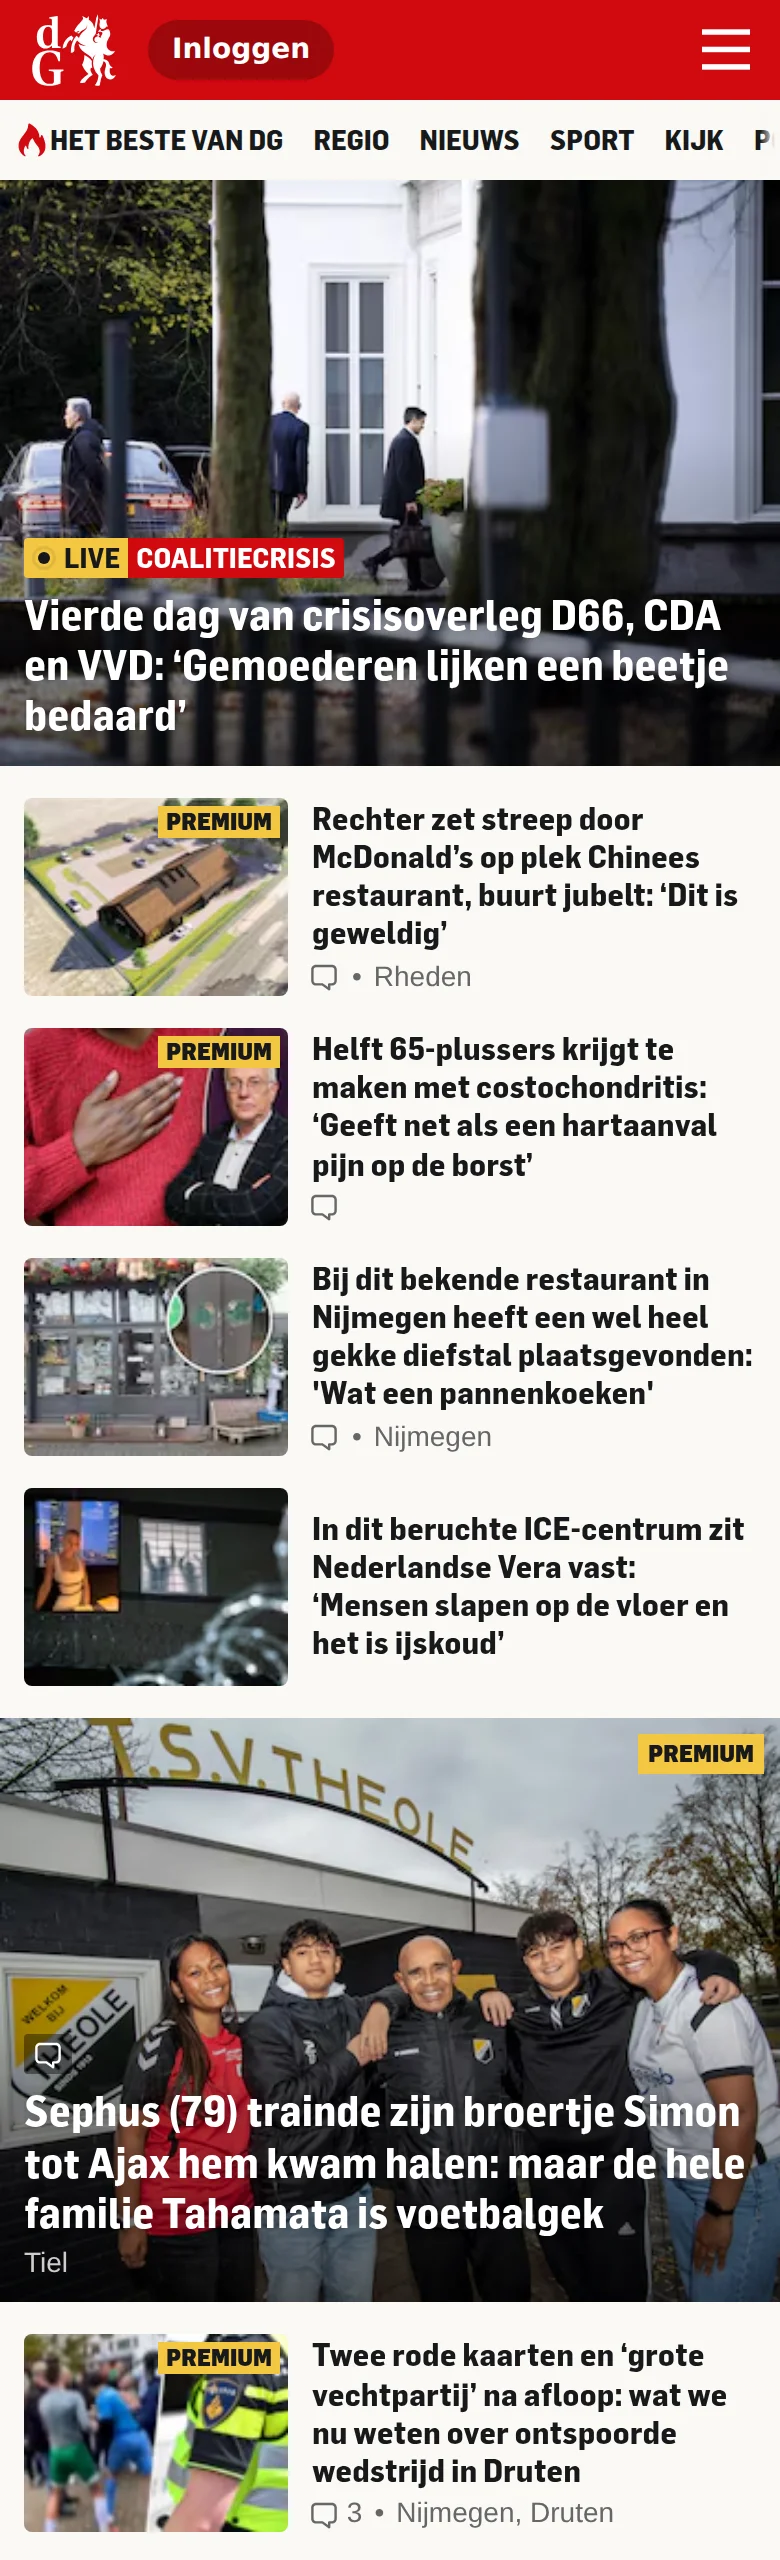 dG
Inloggen
HET BESTE VAN DG REGIO NIEUWS SPORT KIJK
LIVE COALITIECRISIS
Vierde dag van crisisoverleg D66, CDA
en VVD: ‘Gemoederen lijken een beetje
bedaard’
PREMIUM
Rechter zet streep door
McDonald’s op plek Chinees
restaurant, buurt jubelt: ‘Dit is
geweldig’
• Rheden
PREMIUM
Helft 65-plussers krijgt te
maken met costochondritis:
‘Geeft net als een hartaanval
pijn op de borst’
Bij dit bekende restaurant in
Nijmegen heeft een wel heel
gekke diefstal plaatsgevonden:
'Wat een pannenkoeken'
• Nijmegen
In dit beruchte ICE-centrum zit
Nederlandse Vera vast:
‘Mensen slapen op de vloer en
het is ijskoud’
T.S.V. THEOLE
PREMIUM
WELKOM
BIJ
THEOLE
Sephus (79) trainde zijn broertje Simon
tot Ajax hem kwam halen: maar de hele
familie Tahamata is voetbalgek
Tiel
PREMIUM
Twee rode kaarten en ‘grote
vechtpartij’ na afloop: wat we
nu weten over ontspoorde
wedstrijd in Druten
3 • Nijmegen, Druten